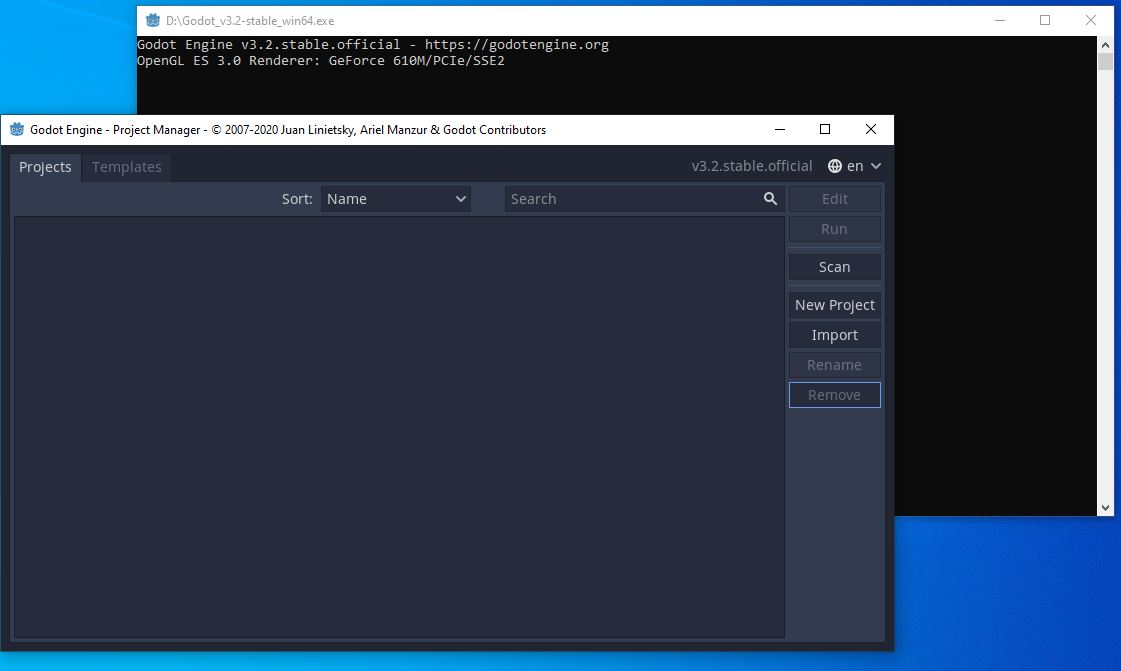 D:\Godot_v3.2-stable_win64.exe
Godot Engine v3.2.stable.official - https://godotengine.org
OpenGL ES 3.0 Renderer: GeForce 610M/PCIe/SSE2
Godot Engine - Project Manager - © 2007-2020 Juan Linietsky, Ariel Manzur & Godot Contributors
Projects Templates v3.2.stable.official en
Sort: Name Search Edit
Run
Scan
New Project
Import
Rename
Remove